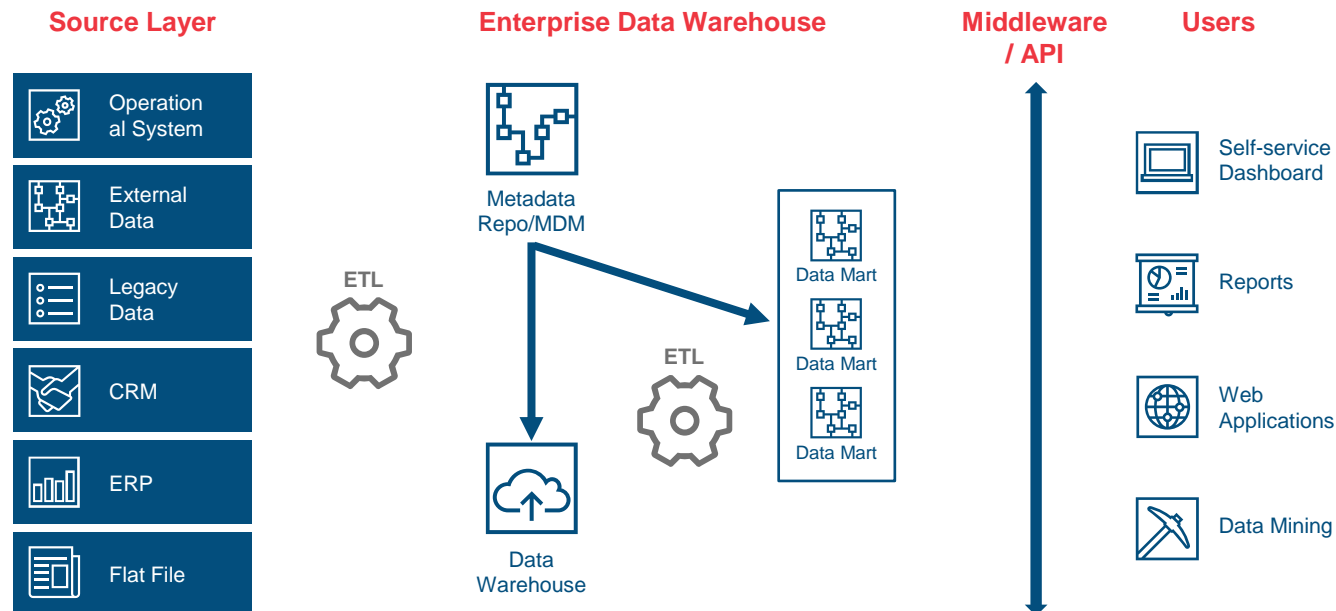 Source Layer
Enterprise Data Warehouse
Middleware
/ API
Users
Operation
al System
External
Data
Legacy
Data
CRM
ERP
Flat File
ETL
Metadata
Repo/MDM
Data
Warehouse
ETL
Data Mart
Data Mart
Data Mart
Self-service
Dashboard
Reports
Web
Applications
Data Mining